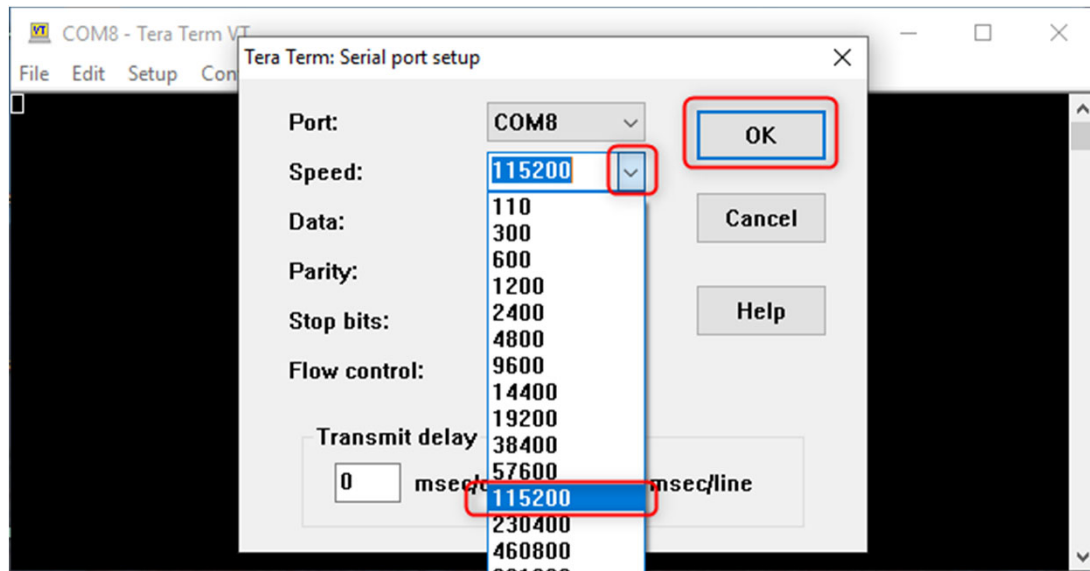 COM8 - Tera Term VT
File Edit Setup Con
Tera Term: Serial port setup
Port: COM8
OK
Speed: 115200
110
Data:
Cancel
300
600
Parity:
1200
2400
Help
Stop bits:
4800
9600
Flow control:
14400
19200
Transmit delay
38400
57600
0 msec/ msec/line
115200
230400
460800